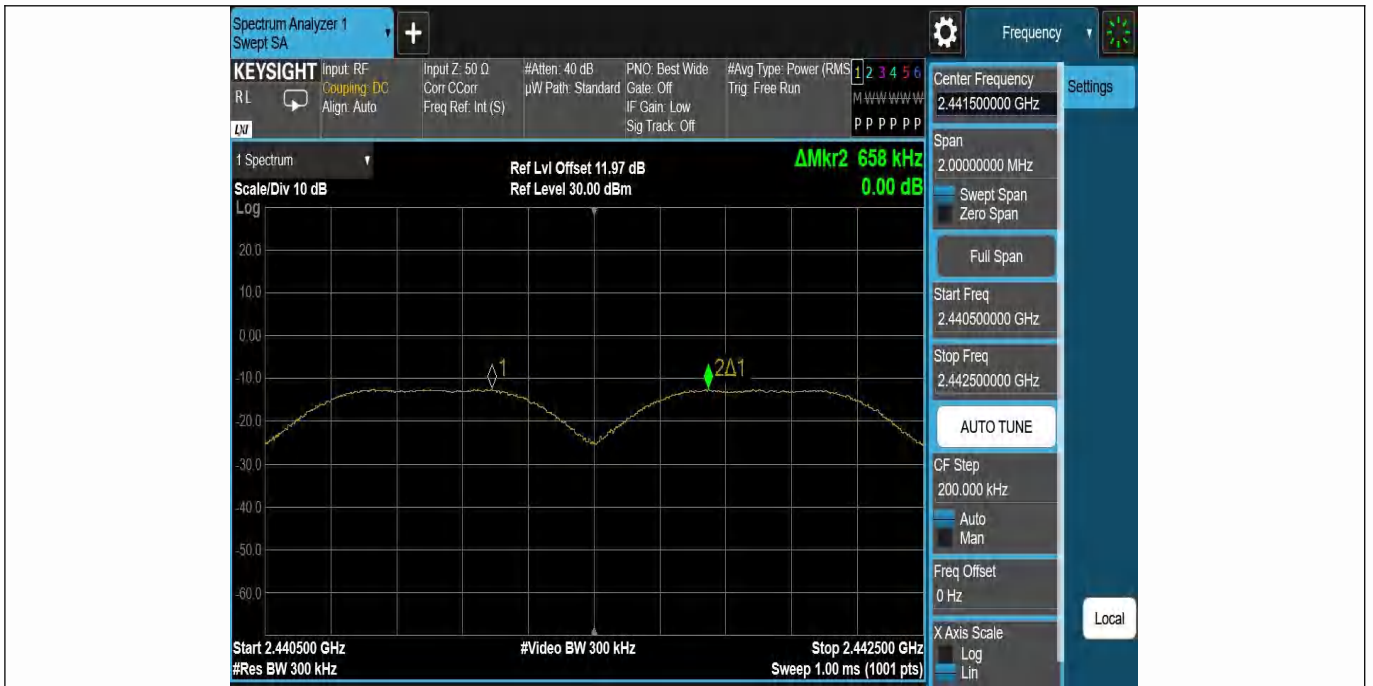 Spectrum Analyzer 1
Swept SA
+
Frequency
KEYSIGHT
RL
LXI
Input: RF
Coupling: DC
Align: Auto
Input Z: 50 Ω
Corr CCorr
Freq Ref: Int (S)
#Atten: 40 dB
µW Path: Standard
PNO: Best Wide
Gate: Off
IF Gain: Low
Sig Track: Off
#Avg Type: Power (RMS
Trig: Free Run
1 2 3 4 5 6
M W W W W W
P P P P P P
1 Spectrum
Scale/Div 10 dB
Ref Lvl Offset 11.97 dB
Ref Level 30.00 dBm
ΔMkr2 658 kHz
0.00 dB
Log
20.0
10.0
0.00
-10.0
-20.0
-30.0
-40.0
-50.0
-60.0
1
2Δ1
Start 2.440500 GHz
#Res BW 300 kHz
#Video BW 300 kHz
Stop 2.442500 GHz
Sweep 1.00 ms (1001 pts)
Center Frequency
2.441500000 GHz
Settings
Span
2.00000000 MHz
Swept Span
Zero Span
Full Span
Start Freq
2.440500000 GHz
Stop Freq
2.442500000 GHz
AUTO TUNE
CF Step
200.000 kHz
Auto
Man
Freq Offset
0 Hz
X Axis Scale
Log
Lin
Local